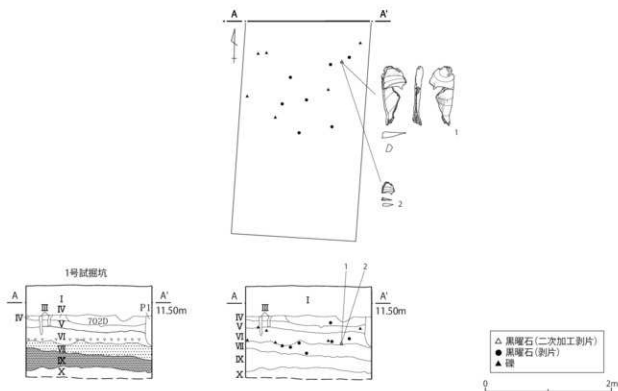 A A'
1
2
1号試掘坑
A A'
11.50m
I
III IV P1
IV
V 702D
VI
VII
IX
X
A A'
11.50m
1 2
I
III
IV
V
VI
VII
IX
X
△ 黒曜石(二次加工剥片)
● 黒曜石(剥片)
▲ 礫
0 2m